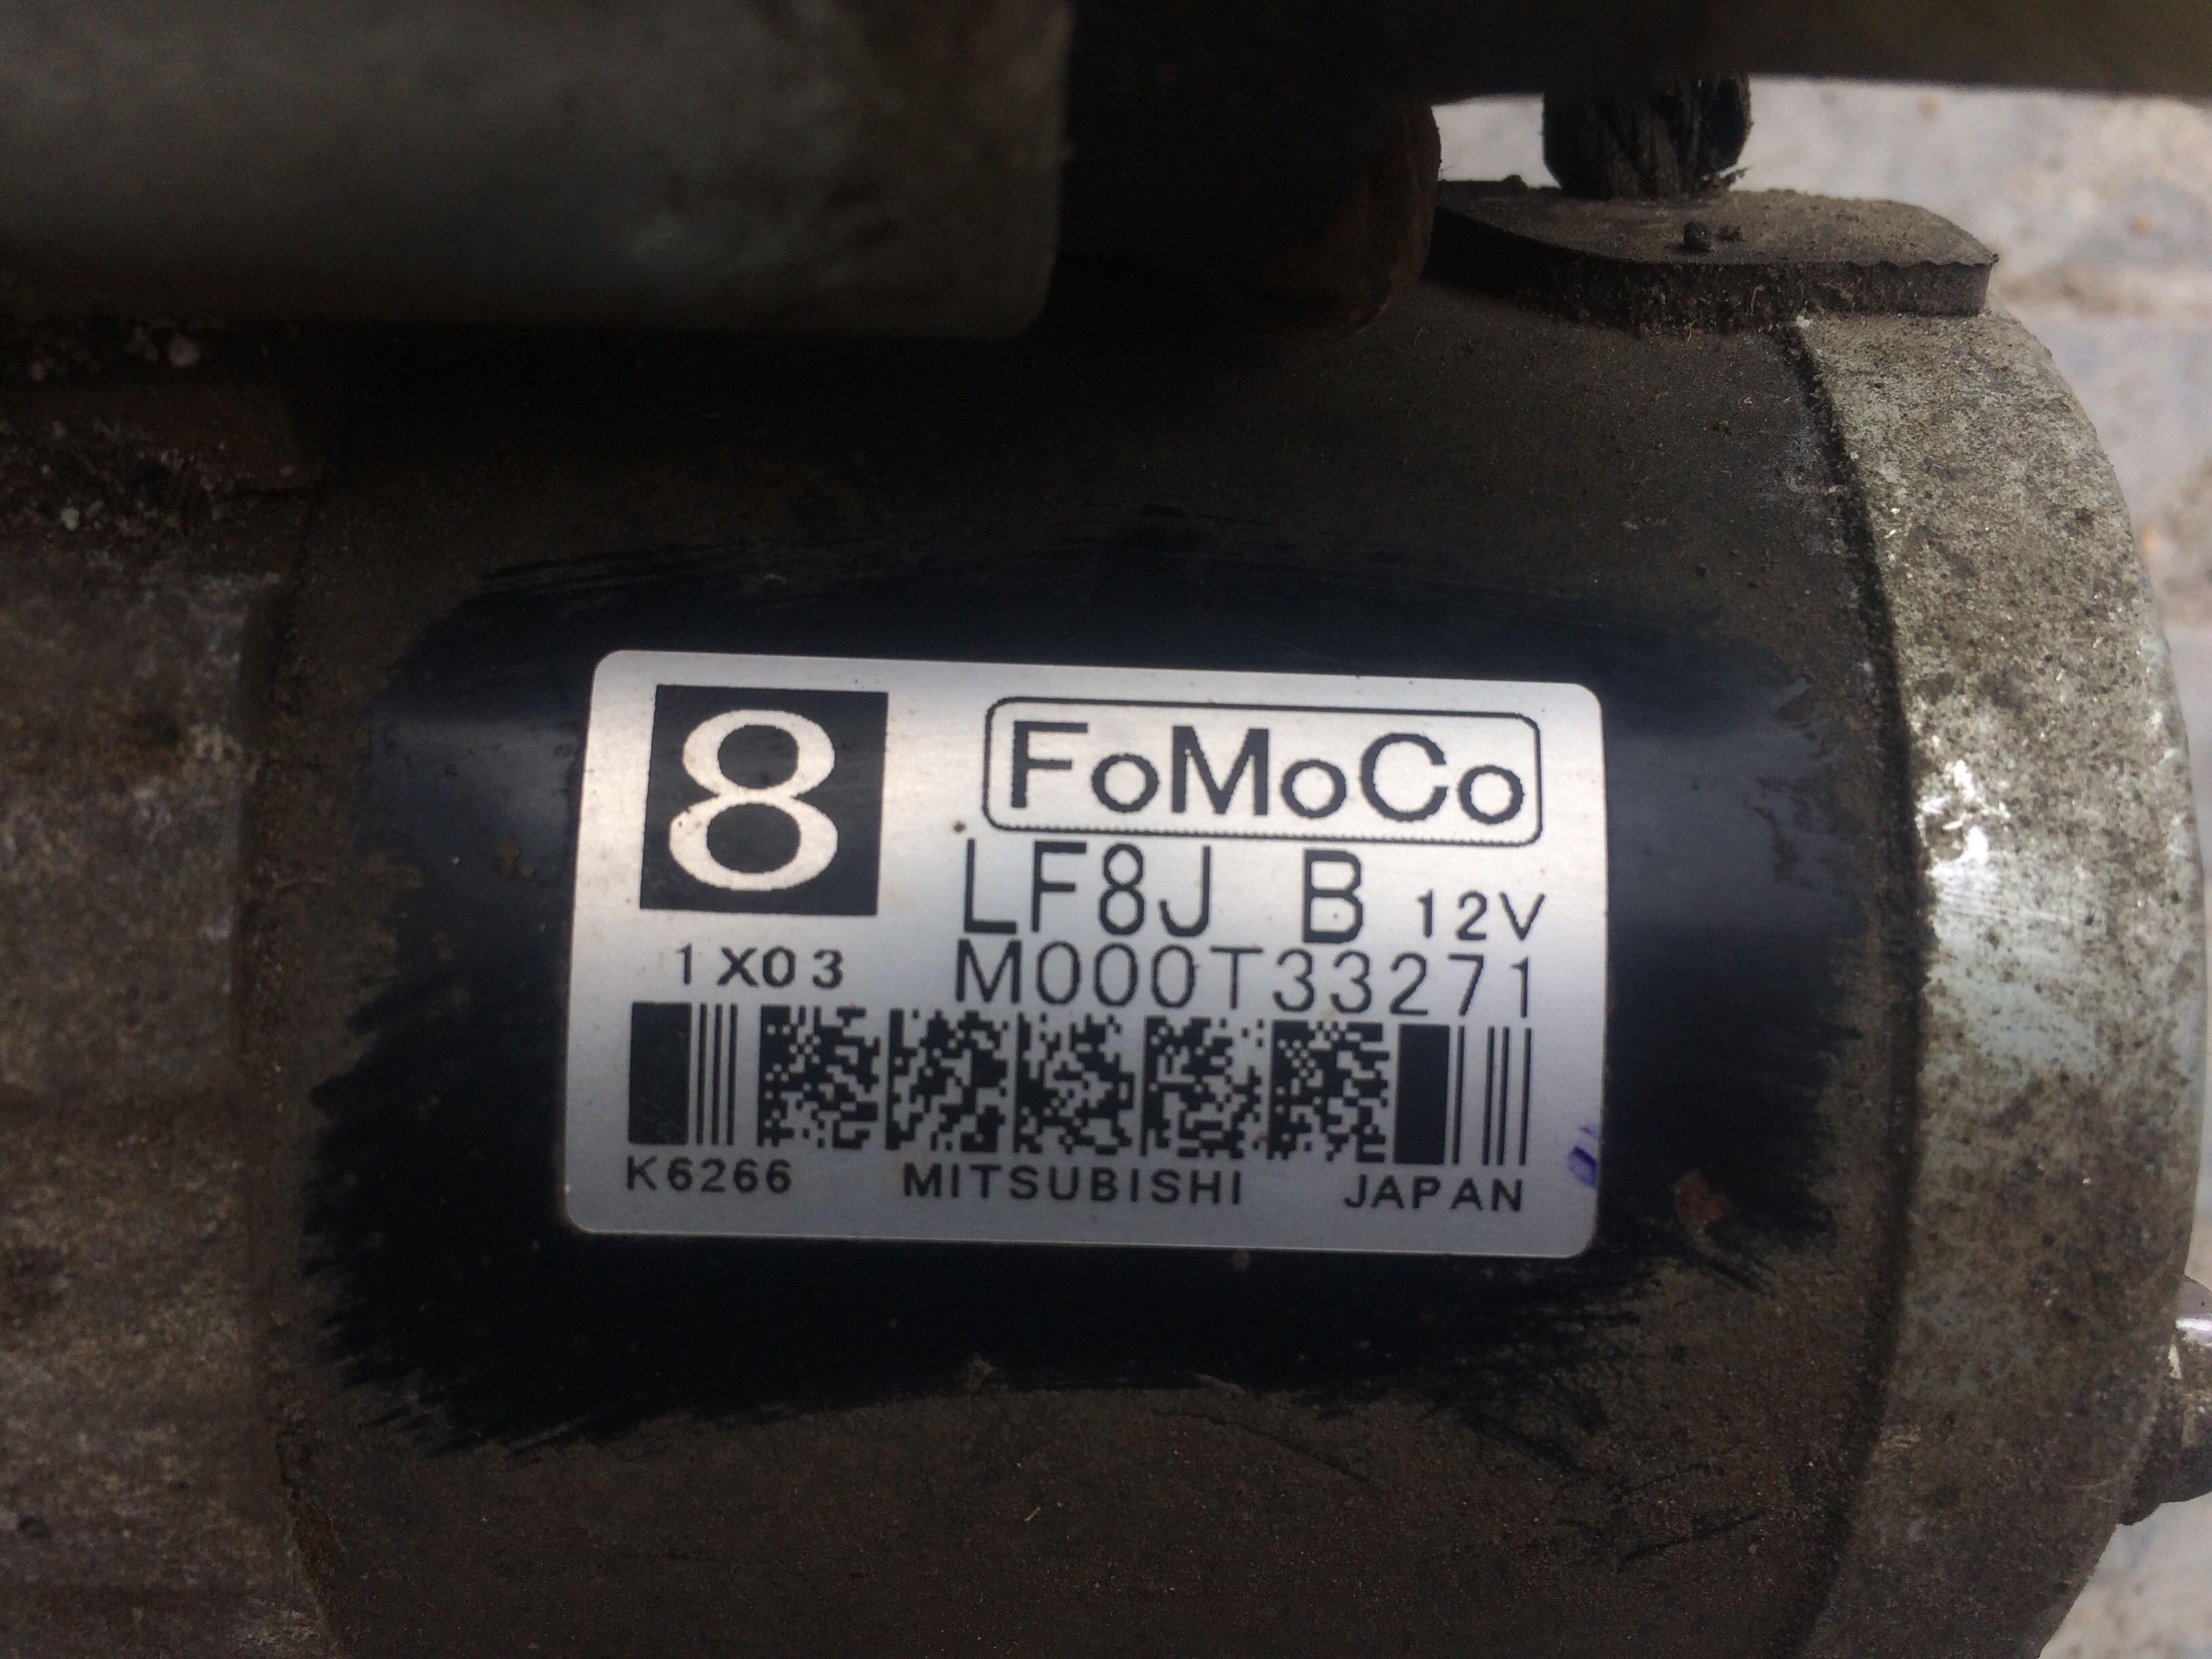 8
FoMoCo
LF8J B 12V
1X03 M000T33271
K6266 MITSUBISHI JAPAN